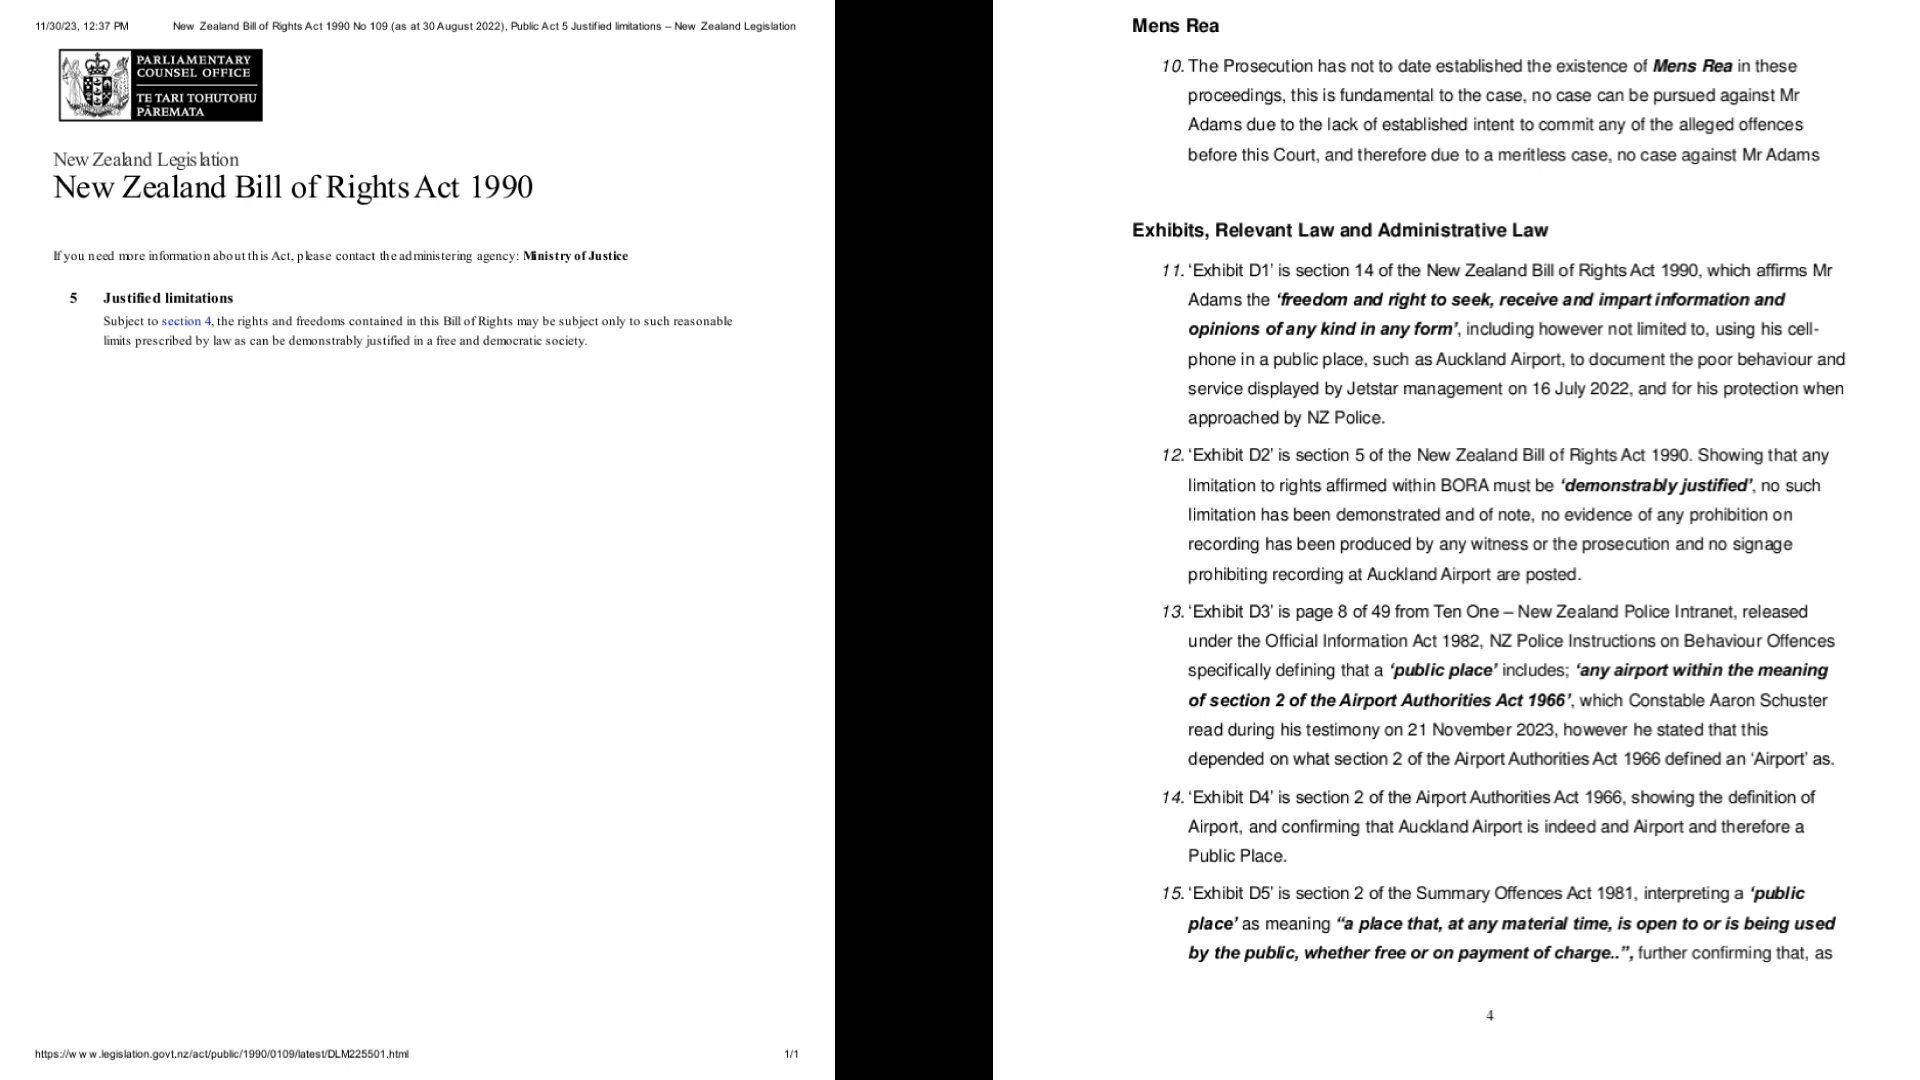 11/30/23, 12:37 PM New Zealand Bill of Rights Act 1990 No 109 (as at 30 August 2022), Public Act 5 Justified limitations – New Zealand Legislation
PARLIAMENTARY
COUNSEL OFFICE
TE TARI TOHUTOHU
PĀREMATA
New Zealand Legislation
New Zealand Bill of Rights Act 1990
If you need more information about this Act, please contact the administering agency: Ministry of Justice
5 Justified limitations
Subject to section 4, the rights and freedoms contained in this Bill of Rights may be subject only to such reasonable
limits prescribed by law as can be demonstrably justified in a free and democratic society.
https://www.legislation.govt.nz/act/public/1990/0109/latest/DLM225501.html 1/1
Mens Rea
10. The Prosecution has not to date established the existence of Mens Rea in these
proceedings, this is fundamental to the case, no case can be pursued against Mr
Adams due to the lack of established intent to commit any of the alleged offences
before this Court, and therefore due to a meritless case, no case against Mr Adams
Exhibits, Relevant Law and Administrative Law
11. ‘Exhibit D1’ is section 14 of the New Zealand Bill of Rights Act 1990, which affirms Mr
Adams the ‘freedom and right to seek, receive and impart information and
opinions of any kind in any form’, including however not limited to, using his cell-
phone in a public place, such as Auckland Airport, to document the poor behaviour and
service displayed by Jetstar management on 16 July 2022, and for his protection when
approached by NZ Police.
12. ‘Exhibit D2’ is section 5 of the New Zealand Bill of Rights Act 1990. Showing that any
limitation to rights affirmed within BORA must be ‘demonstrably justified’, no such
limitation has been demonstrated and of note, no evidence of any prohibition on
recording has been produced by any witness or the prosecution and no signage
prohibiting recording at Auckland Airport are posted.
13. ‘Exhibit D3’ is page 8 of 49 from Ten One – New Zealand Police Intranet, released
under the Official Information Act 1982, NZ Police Instructions on Behaviour Offences
specifically defining that a ‘public place’ includes; ‘any airport within the meaning
of section 2 of the Airport Authorities Act 1966’, which Constable Aaron Schuster
read during his testimony on 21 November 2023, however he stated that this
depended on what section 2 of the Airport Authorities Act 1966 defined an ‘Airport’ as.
14. ‘Exhibit D4’ is section 2 of the Airport Authorities Act 1966, showing the definition of
Airport, and confirming that Auckland Airport is indeed and Airport and therefore a
Public Place.
15. ‘Exhibit D5’ is section 2 of the Summary Offences Act 1981, interpreting a ‘public
place’ as meaning “a place that, at any material time, is open to or is being used
by the public, whether free or on payment of charge..”, further confirming that, as
4